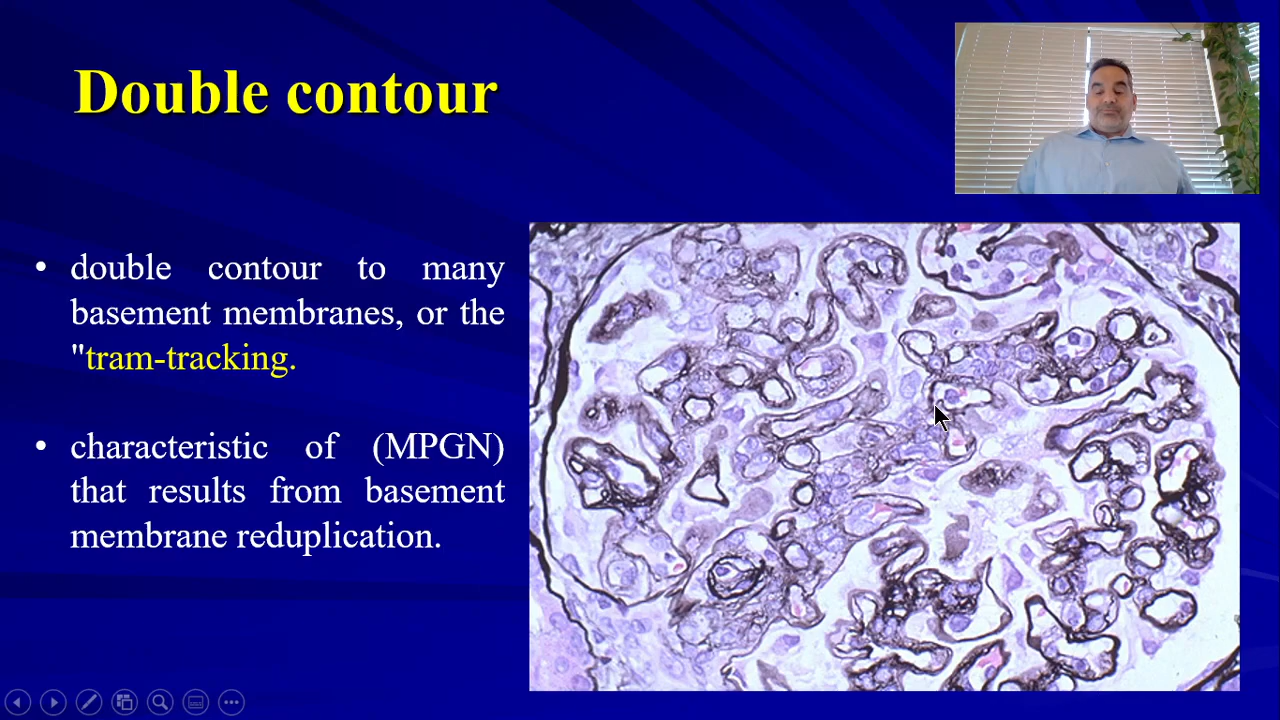 Double contour
• double contour to many
basement membranes, or the
"tram-tracking.
• characteristic of (MPGN)
that results from basement
membrane reduplication.